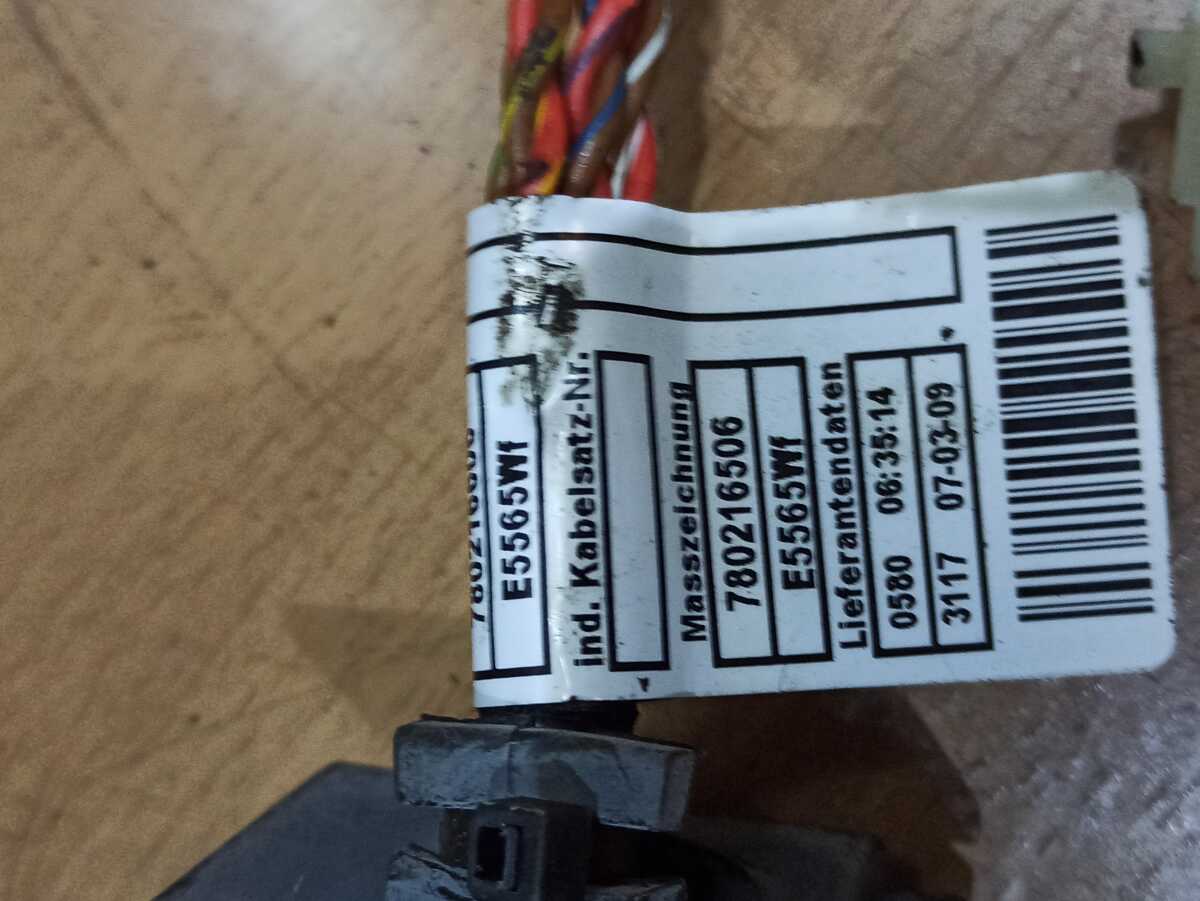 E5565Wf
ind. Kabelsatz-Nr.
Masszeichnung
780216506
E5565Wf
Lieferantendaten
0580 06:35:14
3117 07-03-09